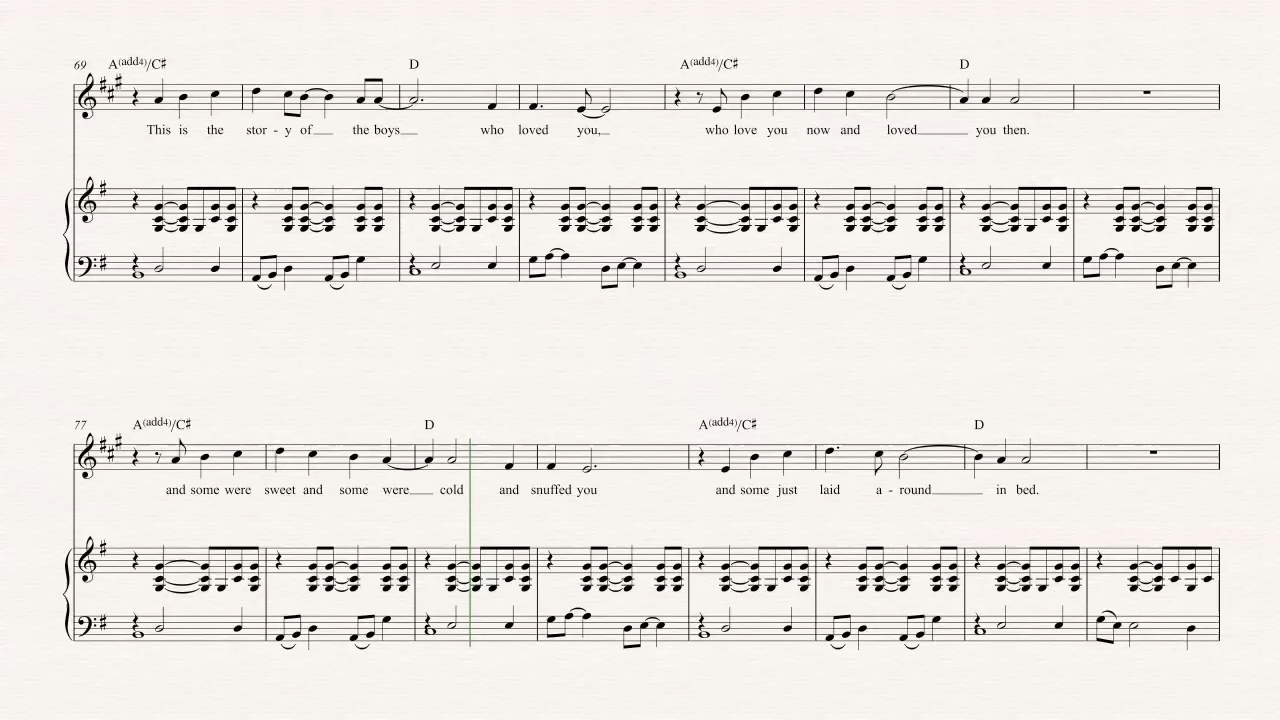 69 A(add4)/C♯ D A(add4)/C♯ D
This is the stor - y of the boys who loved you, who love you now and loved you then.
77 A(add4)/C♯ D A(add4)/C♯ D
and some were sweet and some were cold and snuffed you and some just laid a - round in bed.